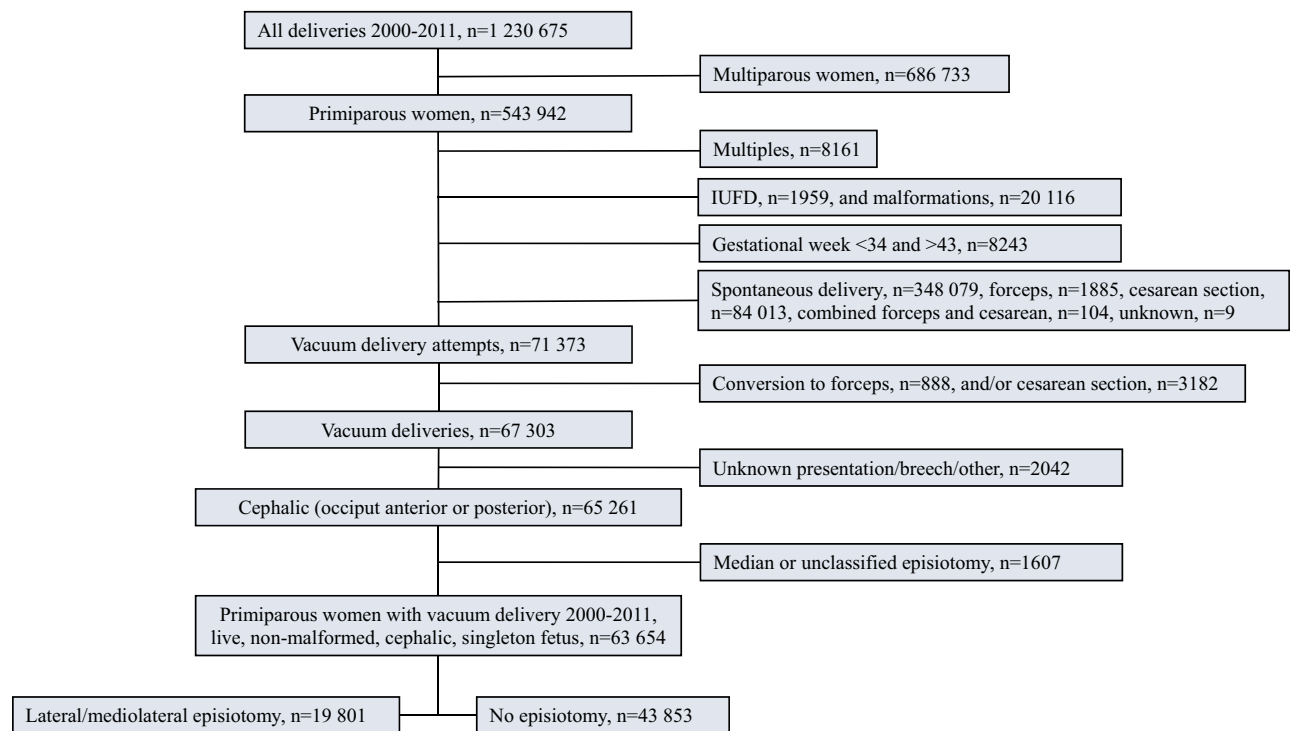 All deliveries 2000-2011, n=1 230 675
Multiparous women, n=686 733
Primiparous women, n=543 942
Multiples, n=8161
IUFD, n=1959, and malformations, n=20 116
Gestational week <34 and >43, n=8243
Spontaneous delivery, n=348 079, forceps, n=1885, cesarean section,
n=84 013, combined forceps and cesarean, n=104, unknown, n=9
Vacuum delivery attempts, n=71 373
Conversion to forceps, n=888, and/or cesarean section, n=3182
Vacuum deliveries, n=67 303
Unknown presentation/breech/other, n=2042
Cephalic (occiput anterior or posterior), n=65 261
Median or unclassified episiotomy, n=1607
Primiparous women with vacuum delivery 2000-2011,
live, non-malformed, cephalic, singleton fetus, n=63 654
Lateral/mediolateral episiotomy, n=19 801
No episiotomy, n=43 853